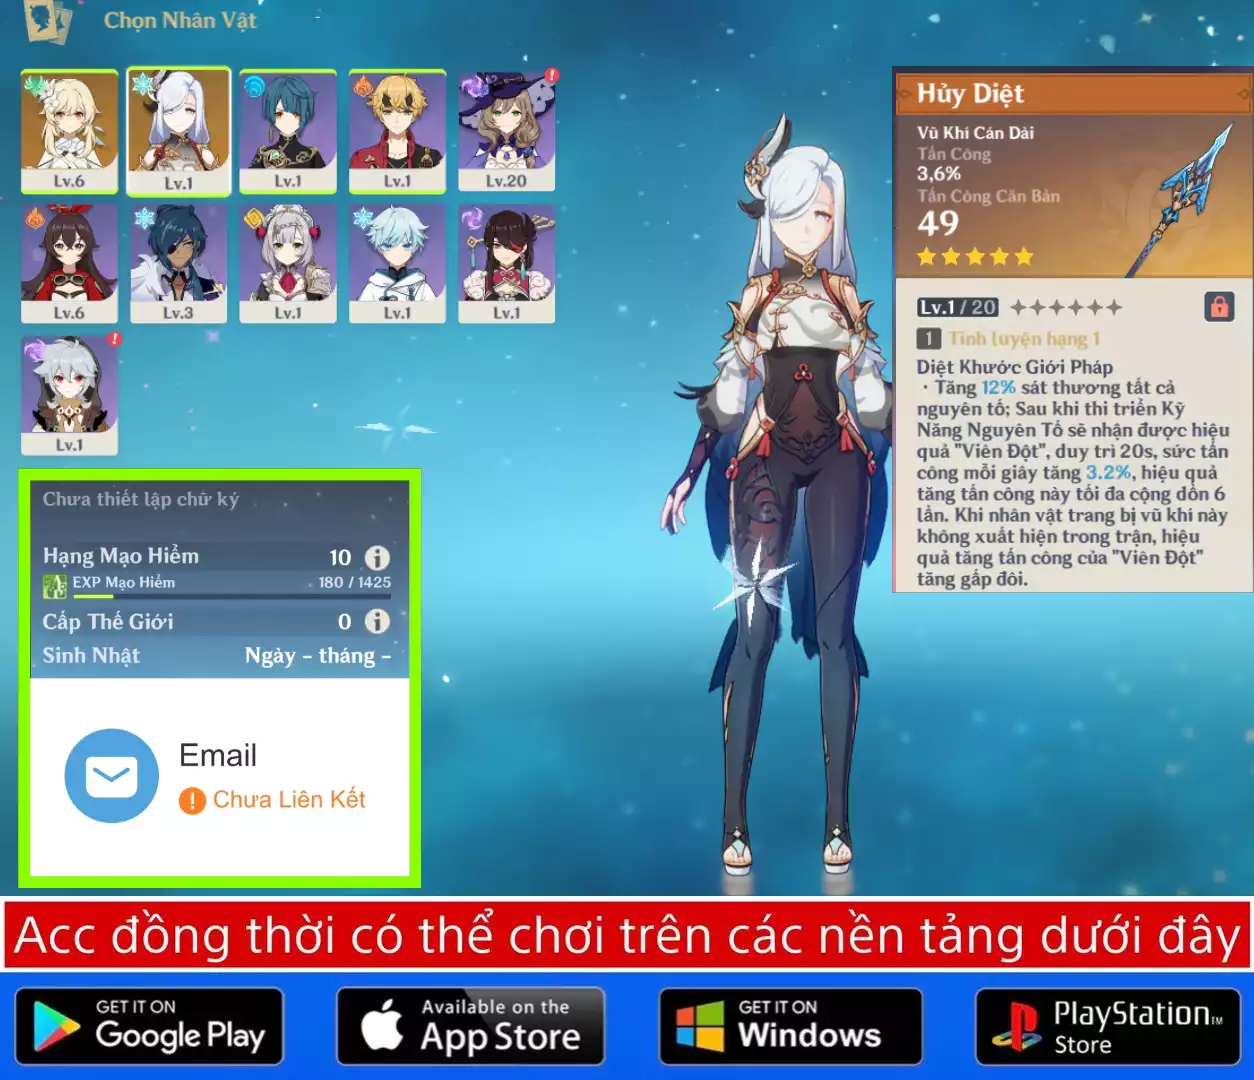 Chọn Nhân Vật
Lv.6
Lv.1
Lv.1
Lv.1
Lv.20
Lv.6
Lv.3
Lv.1
Lv.1
Lv.1
Lv.1
Chưa thiết lập chữ ký
Hạng Mạo Hiểm 10
EXP Mạo Hiểm 180 / 1425
Cấp Thế Giới 0
Sinh Nhật Ngày - tháng -
Email
Chưa Liên Kết
Hủy Diệt
Vũ Khí Cán Dài
Tấn Công
3,6%
Tấn Công Căn Bản
49
Lv.1 / 20
1 Tinh luyện hạng 1
Diệt Khước Giới Pháp
· Tăng 12% sát thương tất cả
nguyên tố; Sau khi thi triển Kỹ
Năng Nguyên Tố sẽ nhận được hiệu
quả "Viên Đột", duy trì 20s, sức tấn
công mỗi giây tăng 3.2%, hiệu quả
tăng tấn công này tối đa cộng dồn 6
lần. Khi nhân vật trang bị vũ khí này
không xuất hiện trong trận, hiệu
quả tăng tấn công của "Viên Đột"
tăng gấp đôi.
Acc đồng thời có thể chơi trên các nền tảng dưới đây
GET IT ON
Google Play
Available on the
App Store
GET IT ON
Windows
PlayStation™
Store